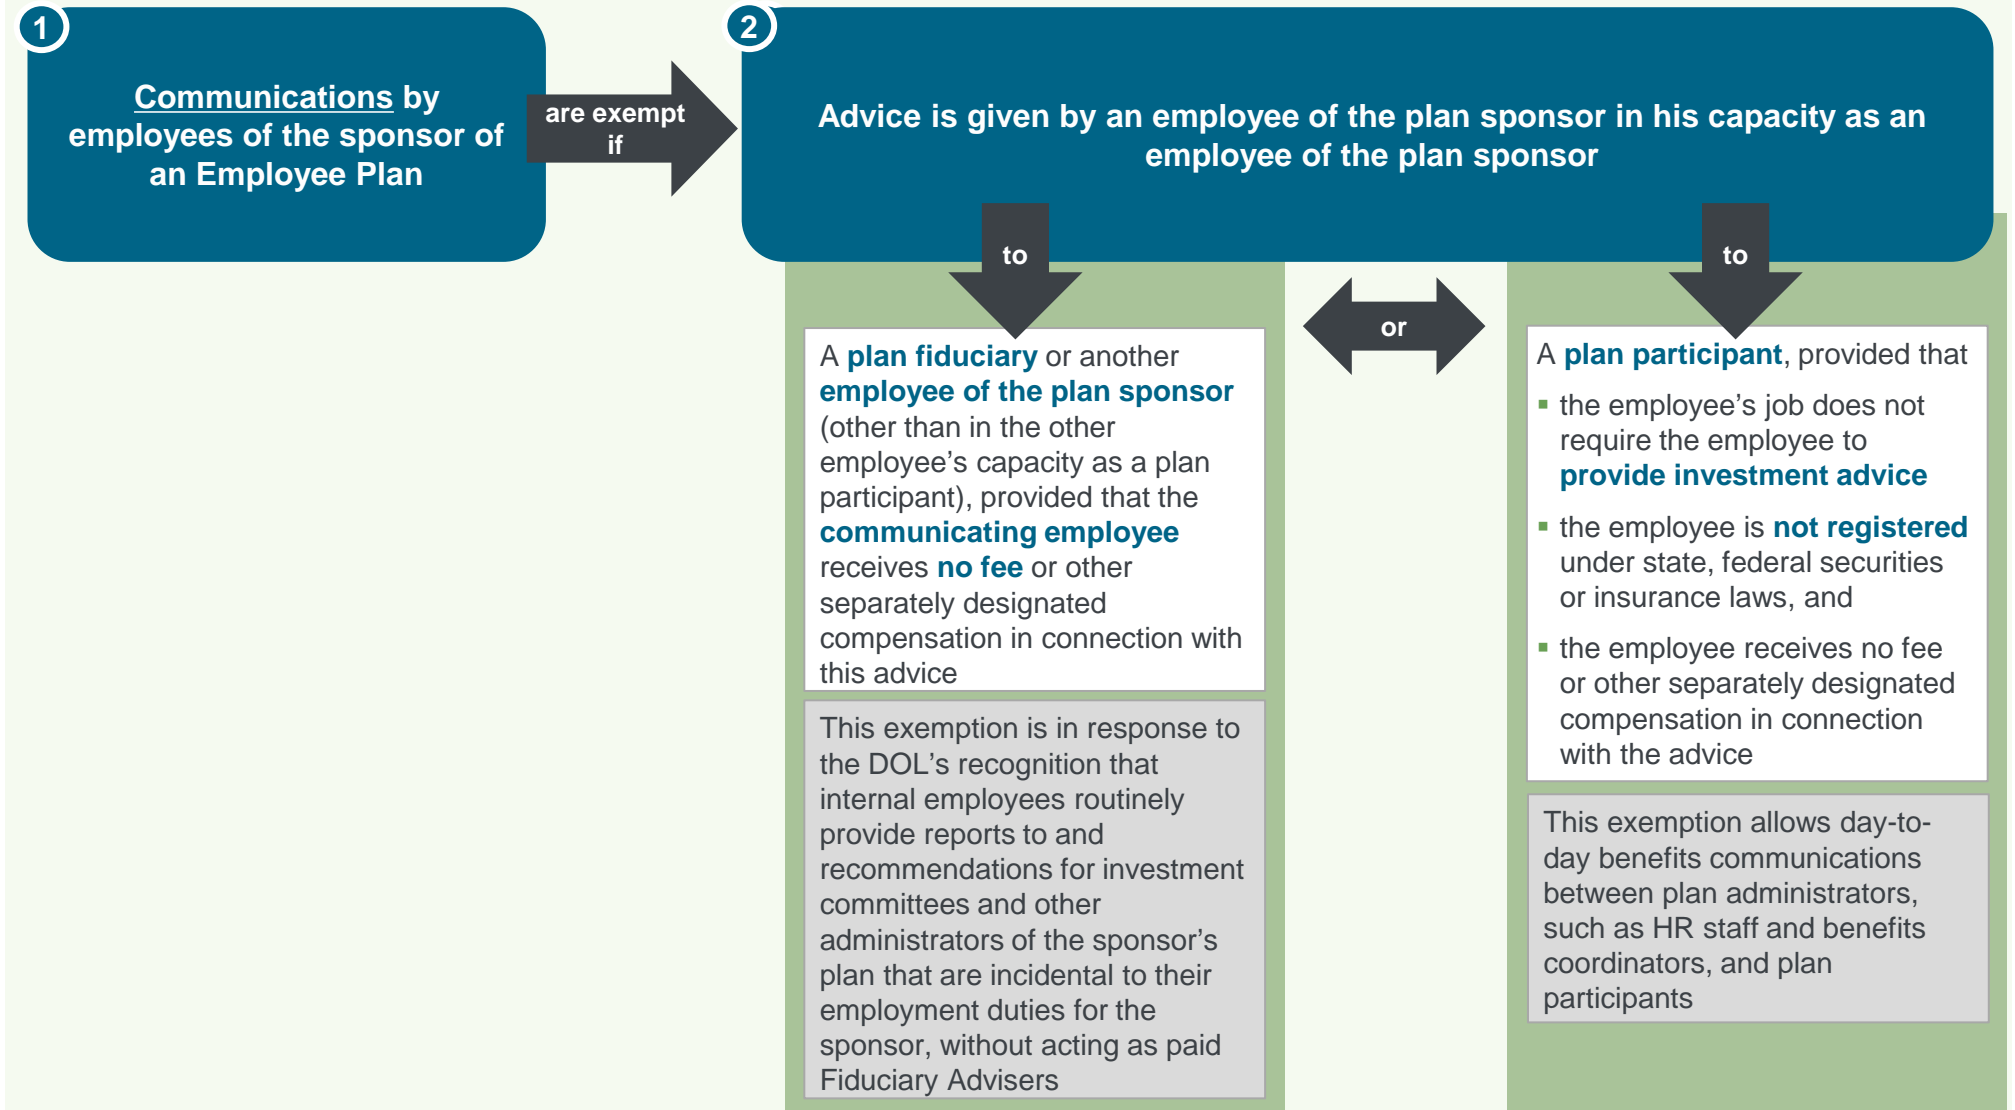 1
Communications by
employees of the sponsor of
an Employee Plan
are exempt
if
2
Advice is given by an employee of the plan sponsor in his capacity as an
employee of the plan sponsor
to
A plan fiduciary or another
employee of the plan sponsor
(other than in the other
employee’s capacity as a plan
participant), provided that the
communicating employee
receives no fee or other
separately designated
compensation in connection with
this advice
This exemption is in response to
the DOL’s recognition that
internal employees routinely
provide reports to and
recommendations for investment
committees and other
administrators of the sponsor’s
plan that are incidental to their
employment duties for the
sponsor, without acting as paid
Fiduciary Advisers
or
to
A plan participant, provided that
▪ the employee’s job does not
require the employee to
provide investment advice
▪ the employee is not registered
under state, federal securities
or insurance laws, and
▪ the employee receives no fee
or other separately designated
compensation in connection
with the advice
This exemption allows day-to-
day benefits communications
between plan administrators,
such as HR staff and benefits
coordinators, and plan
participants